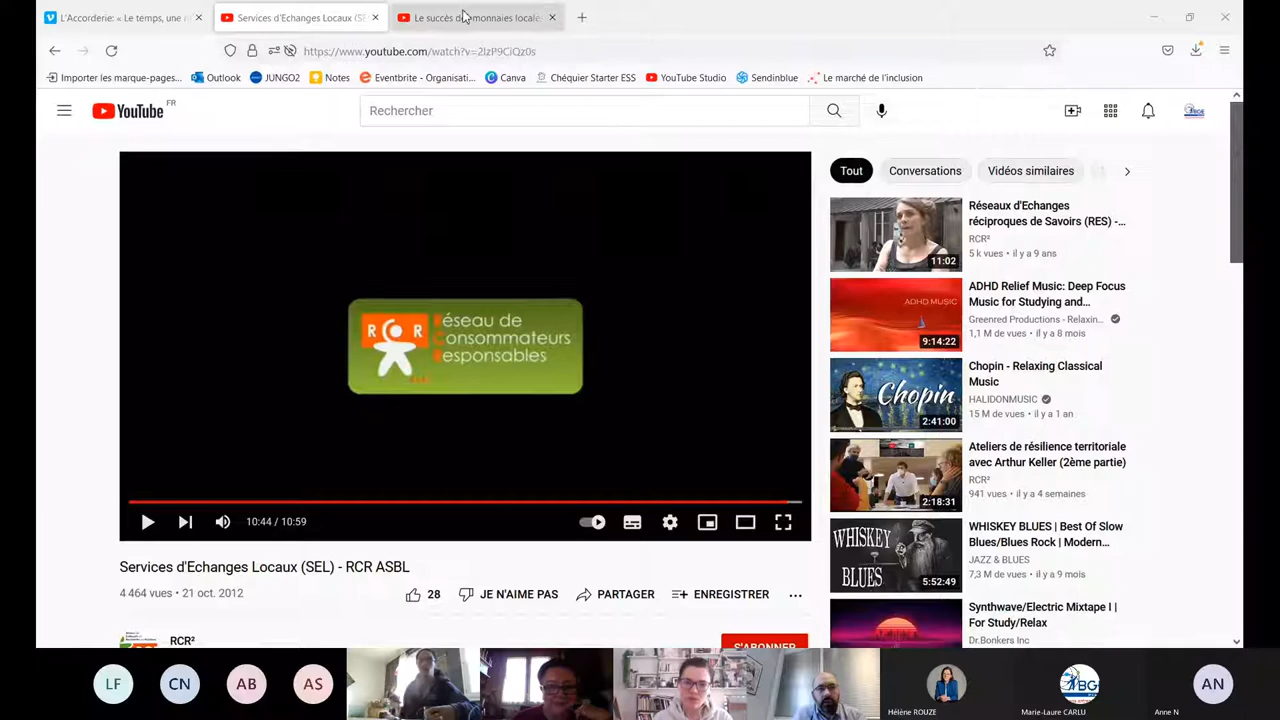 L'Accorderie: « Le temps, une
Services d'Echanges Locaux (SE
Le succès des monnaies locale
https://www.youtube.com/watch?v=2lzP9CiQz0s
Importer les marque-pages...
Outlook
JUNGO2
Notes
Eventbrite - Organisati...
Canva
Chéquier Starter ESS
YouTube Studio
Sendinblue
Le marché de l'inclusion
YouTube FR
Rechercher
RCR
Réseau de
Consommateurs
Responsables
10:44 / 10:59
Services d'Echanges Locaux (SEL) - RCR ASBL
4 464 vues • 21 oct. 2012
28
JE N'AIME PAS
PARTAGER
ENREGISTRER
RCR²
S'ABONNER
Tout
Conversations
Vidéos similaires
Réseaux d'Echanges
réciproques de Savoirs (RES) -...
RCR²
5 k vues • il y a 9 ans
11:02
ADHD MUSIC
ADHD Relief Music: Deep Focus
Music for Studying and...
Greenred Productions - Relaxin...
1,1 M de vues • il y a 8 mois
9:14:22
Chopin
Chopin - Relaxing Classical
Music
HALIDONMUSIC
15 M de vues • il y a 1 an
2:41:00
Ateliers de résilience territoriale
avec Arthur Keller (2ème partie)
RCR²
941 vues • il y a 4 semaines
2:18:31
WHISKEY
BLUES
WHISKEY BLUES | Best Of Slow
Blues/Blues Rock | Modern...
JAZZ & BLUES
7,3 M de vues • il y a 9 mois
5:52:49
Synthwave/Electric Mixtape I |
For Study/Relax
Dr.Bonkers Inc
LF
CN
AB
AS
Hélène ROUZE
BG
Marie-Laure CARLU
AN
Anne N